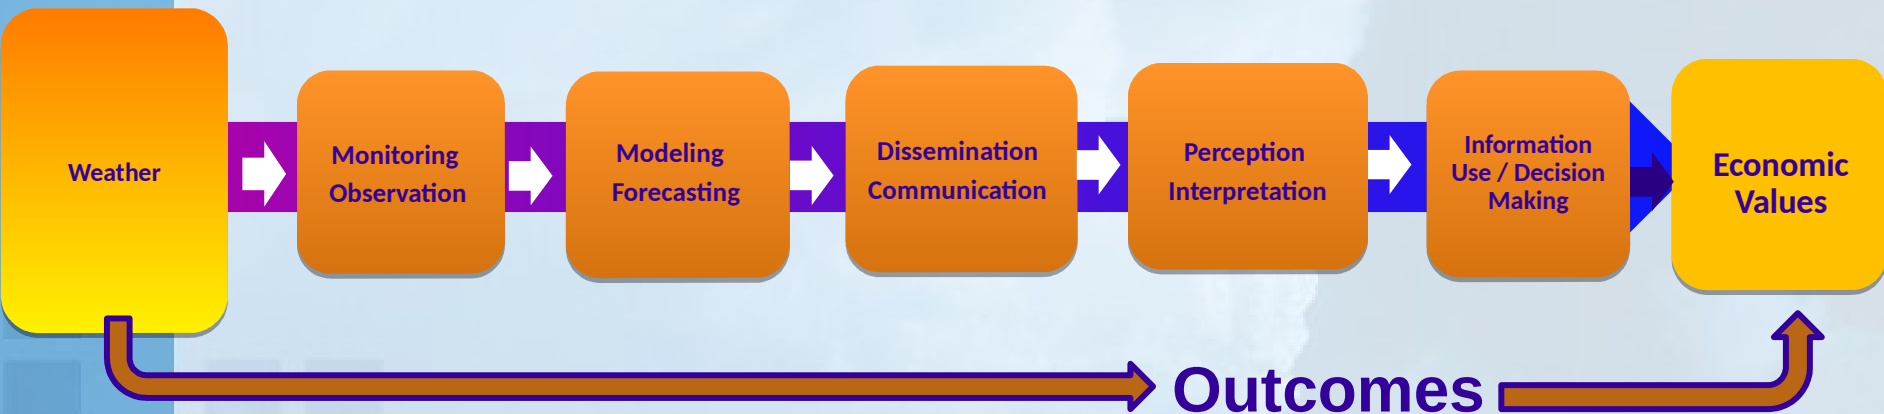 Weather
Monitoring
Observation
Modeling
Forecasting
Dissemination
Communication
Perception
Interpretation
Information
Use / Decision
Making
Economic
Values
Outcomes